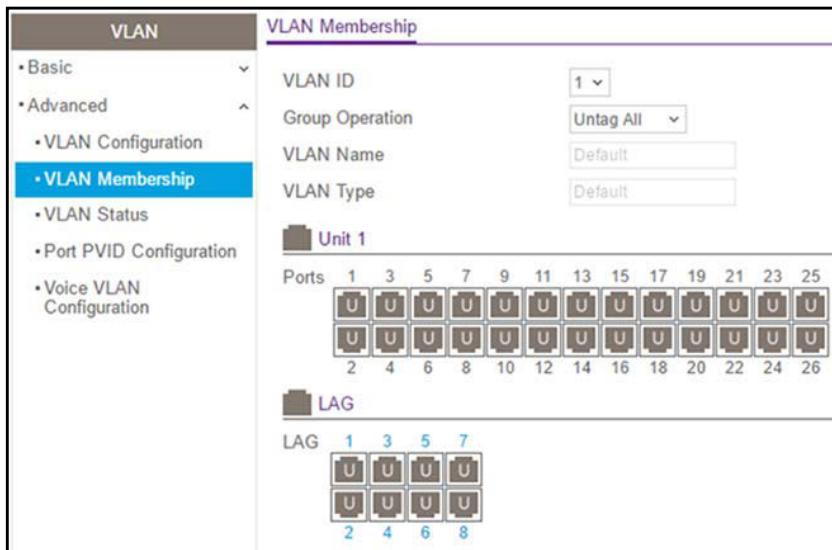 VLAN
• Basic
• Advanced
• VLAN Configuration
• VLAN Membership
• VLAN Status
• Port PVID Configuration
• Voice VLAN
Configuration
VLAN Membership
VLAN ID 1
Group Operation Untag All
VLAN Name Default
VLAN Type Default
Unit 1
Ports 1 3 5 7 9 11 13 15 17 19 21 23 25
U U U U U U U U U U U U U
U U U U U U U U U U U U U
2 4 6 8 10 12 14 16 18 20 22 24 26
LAG
LAG 1 3 5 7
U U U U
U U U U
2 4 6 8